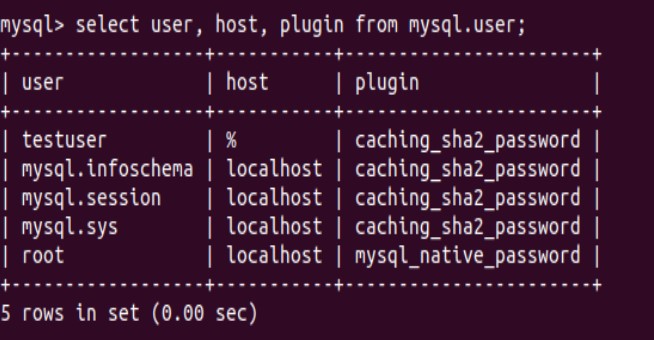 mysql> select user, host, plugin from mysql.user;
+------------------+-----------+-----------------------+
| user             | host      | plugin                |
+------------------+-----------+-----------------------+
| testuser         | %         | caching_sha2_password |
| mysql.infoschema | localhost | caching_sha2_password |
| mysql.session    | localhost | caching_sha2_password |
| mysql.sys        | localhost | caching_sha2_password |
| root             | localhost | mysql_native_password |
+------------------+-----------+-----------------------+
5 rows in set (0.00 sec)